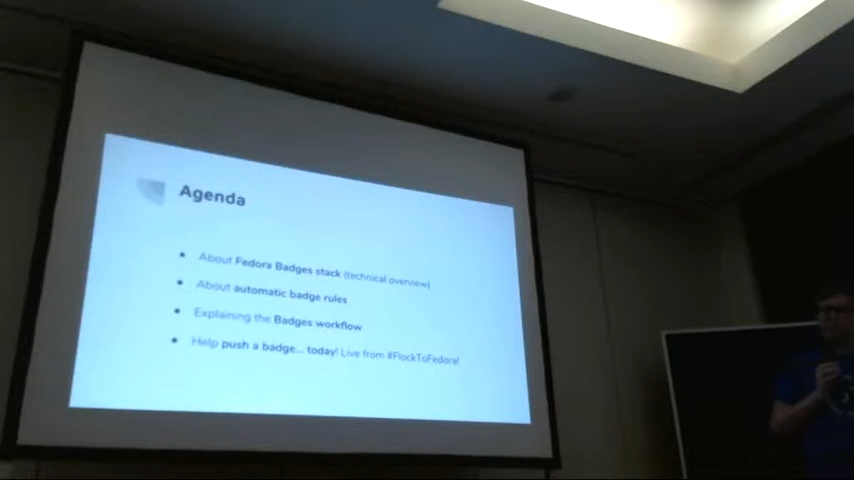 Agenda
• About Fedora Badges stack (technical overview)
• About automatic badge rules
• Explaining the Badges workflow
• Help push a badge... today! Live from #FlockToFedora!